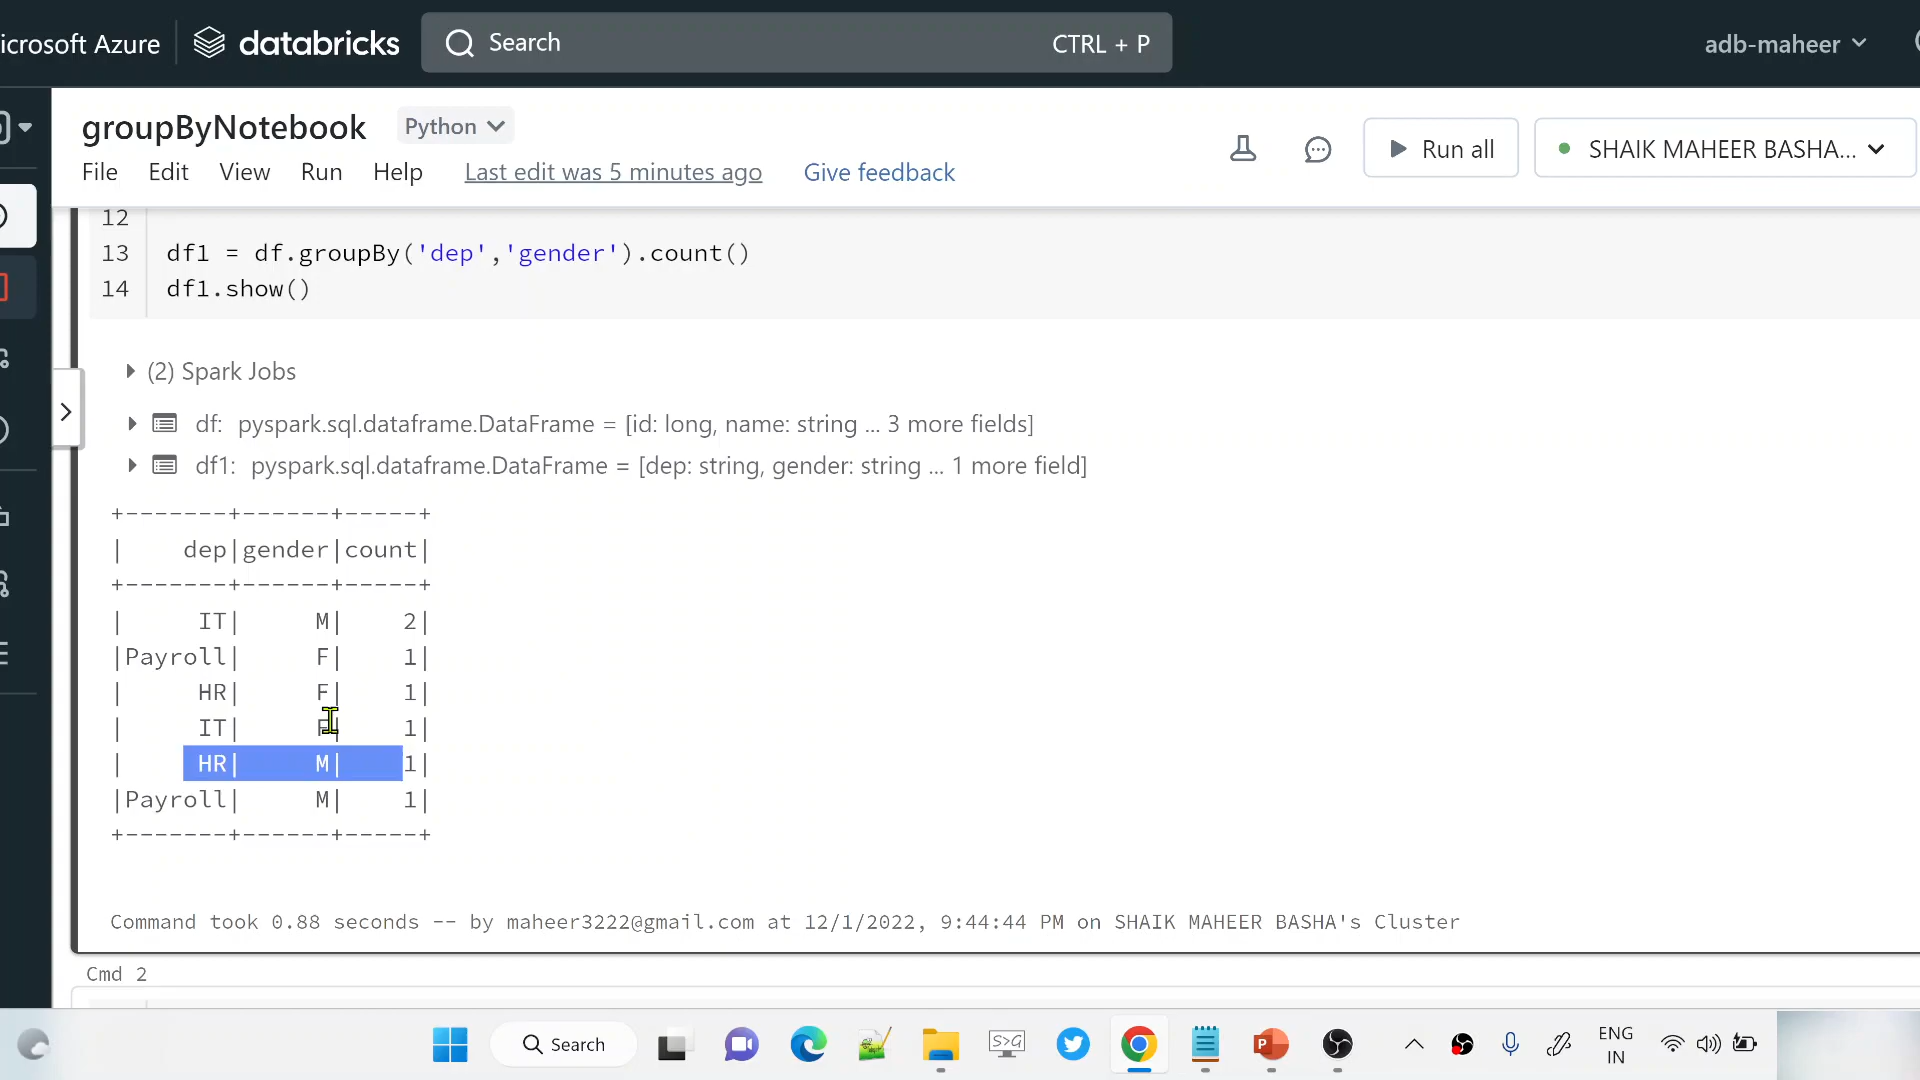 icrosoft Azure databricks Search CTRL + P adb-maheer
groupByNotebook Python
File Edit View Run Help Last edit was 5 minutes ago Give feedback Run all SHAIK MAHEER BASHA...
12
13 df1 = df.groupBy('dep','gender').count()
14 df1.show()
(2) Spark Jobs
df: pyspark.sql.dataframe.DataFrame = [id: long, name: string ... 3 more fields]
df1: pyspark.sql.dataframe.DataFrame = [dep: string, gender: string ... 1 more field]
+-------+------+-----+
|    dep|gender|count|
+-------+------+-----+
|     IT|     M|    2|
|Payroll|     F|    1|
|     HR|     F|    1|
|     IT|     F|    1|
|     HR|     M|    1|
|Payroll|     M|    1|
+-------+------+-----+
Command took 0.88 seconds -- by maheer3222@gmail.com at 12/1/2022, 9:44:44 PM on SHAIK MAHEER BASHA's Cluster
Cmd 2
Search S>G P ENG
IN